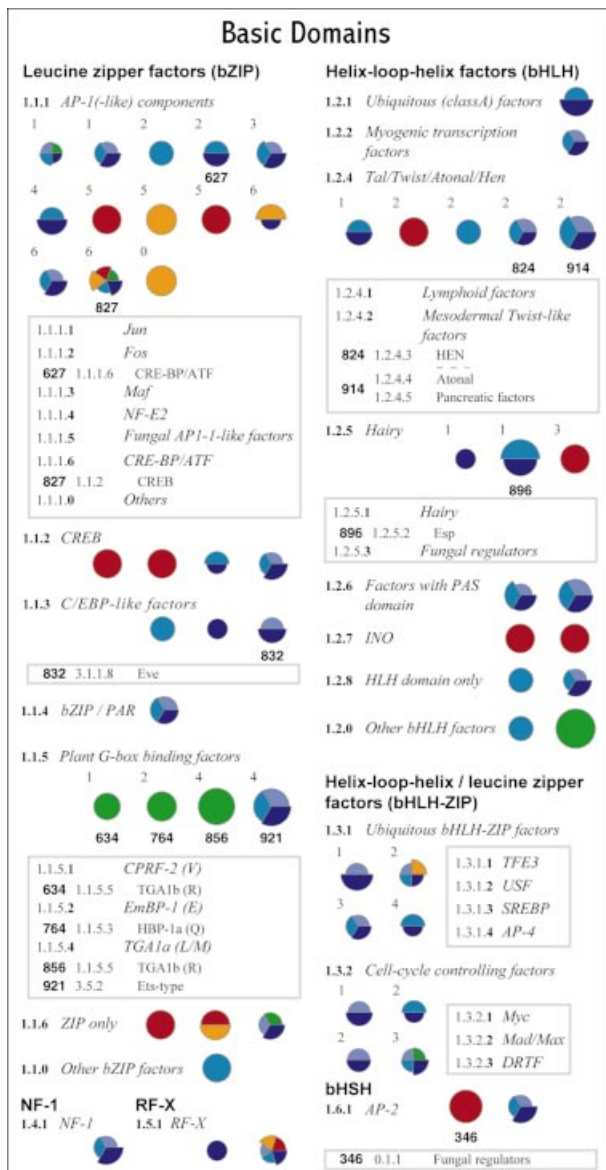 Basic Domains
Leucine zipper factors (bZIP)
1.1.1 AP-1(-like) components
1 1 2 2 3
627
4 5 5 5 6
6 6 0
827
1.1.1.1 Jun
1.1.1.2 Fos
627 1.1.1.6 CRE-BP/ATF
1.1.1.3 Maf
1.1.1.4 NF-E2
1.1.1.5 Fungal AP1-1-like factors
1.1.1.6 CRE-BP/ATF
827 1.1.2 CREB
1.1.1.0 Others
1.1.2 CREB
1.1.3 C/EBP-like factors
832
832 3.1.1.8 Eve
1.1.4 bZIP / PAR
1.1.5 Plant G-box binding factors
1 2 4 4
634 764 856 921
1.1.5.1 CPRF-2 (V)
634 1.1.5.5 TGA1b (R)
1.1.5.2 EmBP-1 (E)
764 1.1.5.3 HBP-1a (Q)
1.1.5.4 TGA1a (L/M)
856 1.1.5.5 TGA1b (R)
921 3.5.2 Ets-type
1.1.6 ZIP only
1.1.0 Other bZIP factors
NF-1
1.4.1 NF-1
RF-X
1.5.1 RF-X
Helix-loop-helix factors (bHLH)
1.2.1 Ubiquitous (classA) factors
1.2.2 Myogenic transcription
factors
1.2.4 Tal/Twist/Atonal/Hen
1 2 2 2 2
824 914
1.2.4.1 Lymphoid factors
1.2.4.2 Mesodermal Twist-like
factors
824 1.2.4.3 HEN
914 1.2.4.4 Atonal
1.2.4.5 Pancreatic factors
1.2.5 Hairy 1 1 3
896
1.2.5.1 Hairy
896 1.2.5.2 Esp
1.2.5.3 Fungal regulators
1.2.6 Factors with PAS
domain
1.2.7 INO
1.2.8 HLH domain only
1.2.0 Other bHLH factors
Helix-loop-helix / leucine zipper
factors (bHLH-ZIP)
1.3.1 Ubiquitous bHLH-ZIP factors
1 2
3 4
1.3.1.1 TFE3
1.3.1.2 USF
1.3.1.3 SREBP
1.3.1.4 AP-4
1.3.2 Cell-cycle controlling factors
1 2
2 3
1.3.2.1 Myc
1.3.2.2 Mad/Max
1.3.2.3 DRTF
bHSH
1.6.1 AP-2
346
346 0.1.1 Fungal regulators